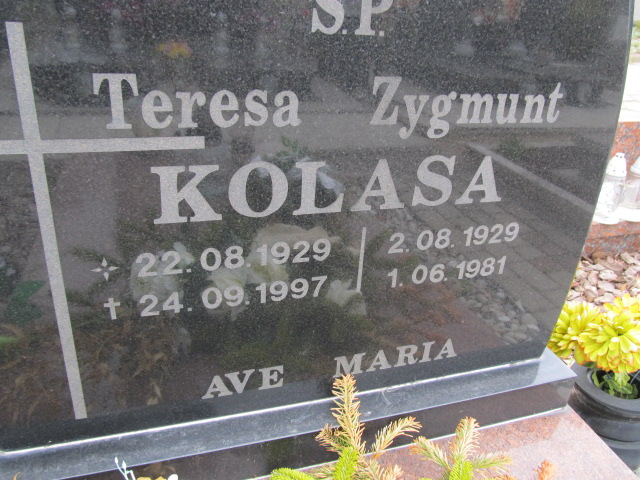 S.P.
Teresa Zygmunt
KOLASA
22.08.1929 2.08.1929
24.09.1997 1.06.1981
AVE MARIA